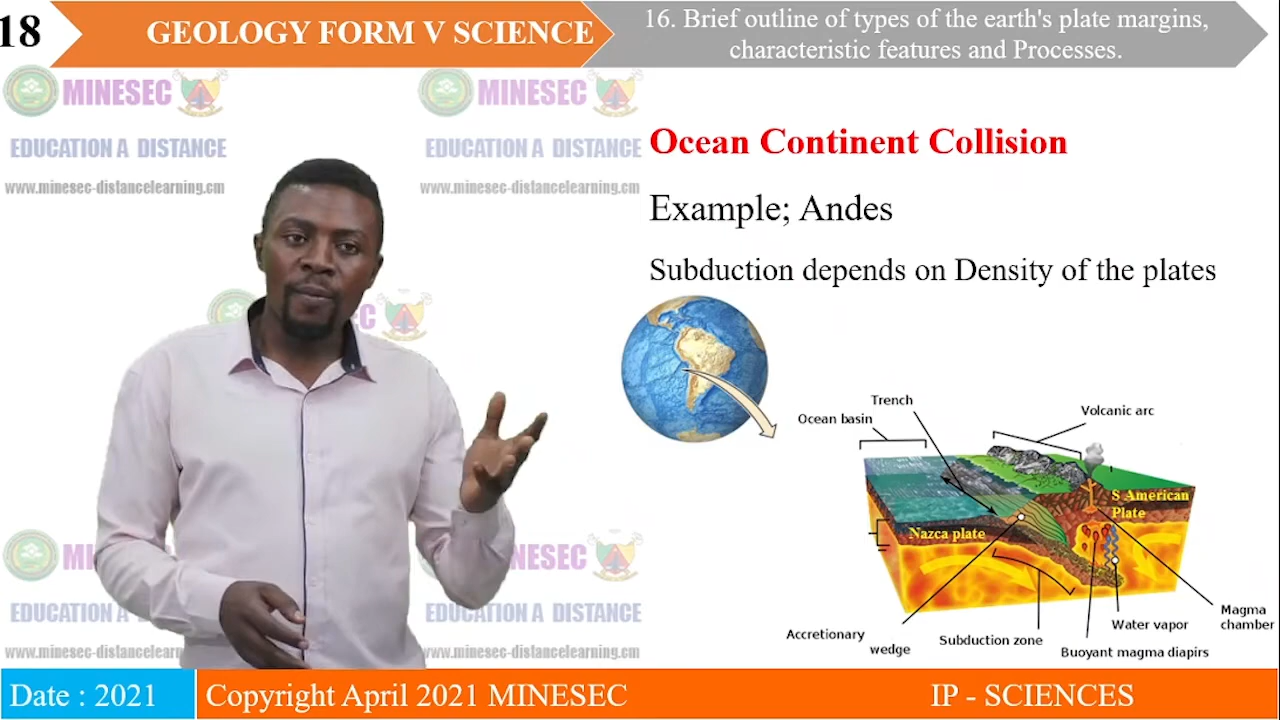 18
GEOLOGY FORM V SCIENCE
16. Brief outline of types of the earth's plate margins,
characteristic features and Processes.
MINESEC
MINESEC
EDUCATION A DISTANCE
EDUCATION A DISTANCE
www.minesec-distancelearning.cm
www.minesec-distancelearning.cm
Ocean Continent Collision
Example; Andes
Subduction depends on Density of the plates
Trench
Ocean basin
Volcanic arc
S American
Plate
Nazca plate
Magma
chamber
Water vapor
Accretionary
wedge
Subduction zone
Buoyant magma diapirs
EDUCATION A
EDUCATION A DISTANCE
www.minesec-distancelearning.cm
Date : 2021
Copyright April 2021 MINESEC
IP - SCIENCES